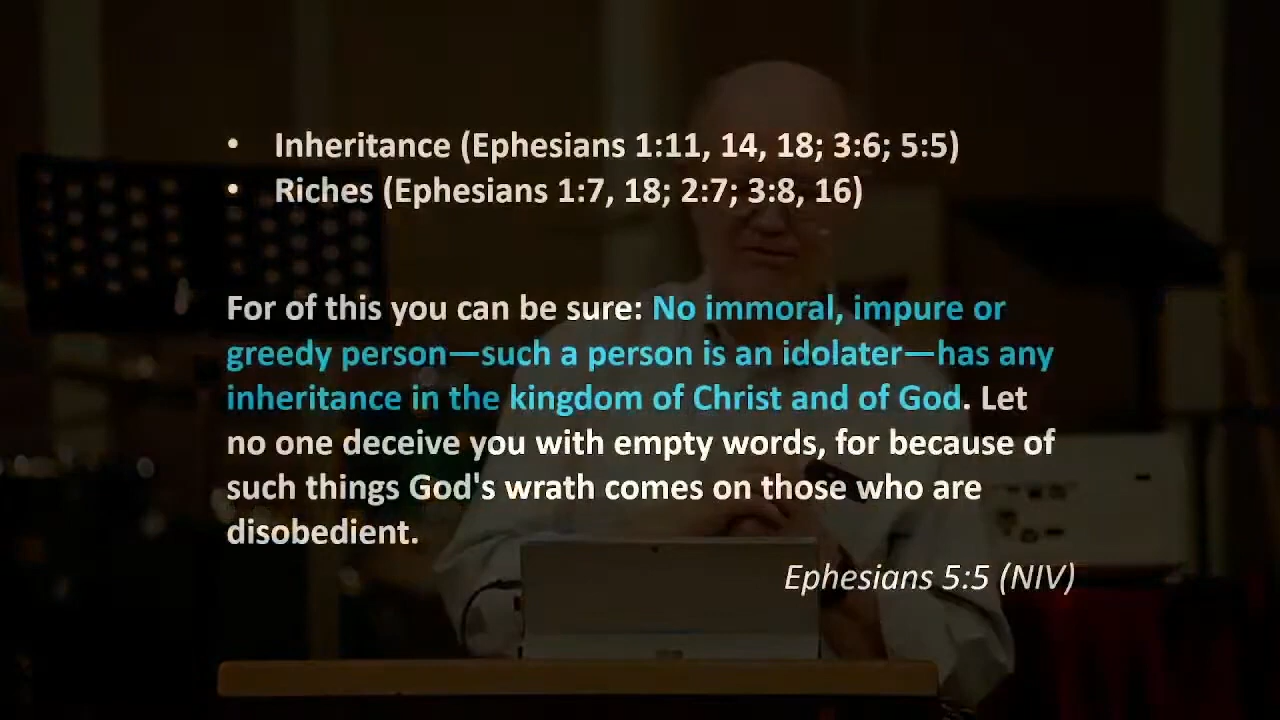 • Inheritance (Ephesians 1:11, 14, 18; 3:6; 5:5)
• Riches (Ephesians 1:7, 18; 2:7; 3:8, 16)
For of this you can be sure: No immoral, impure or
greedy person—such a person is an idolater—has any
inheritance in the kingdom of Christ and of God. Let
no one deceive you with empty words, for because of
such things God's wrath comes on those who are
disobedient.
Ephesians 5:5 (NIV)